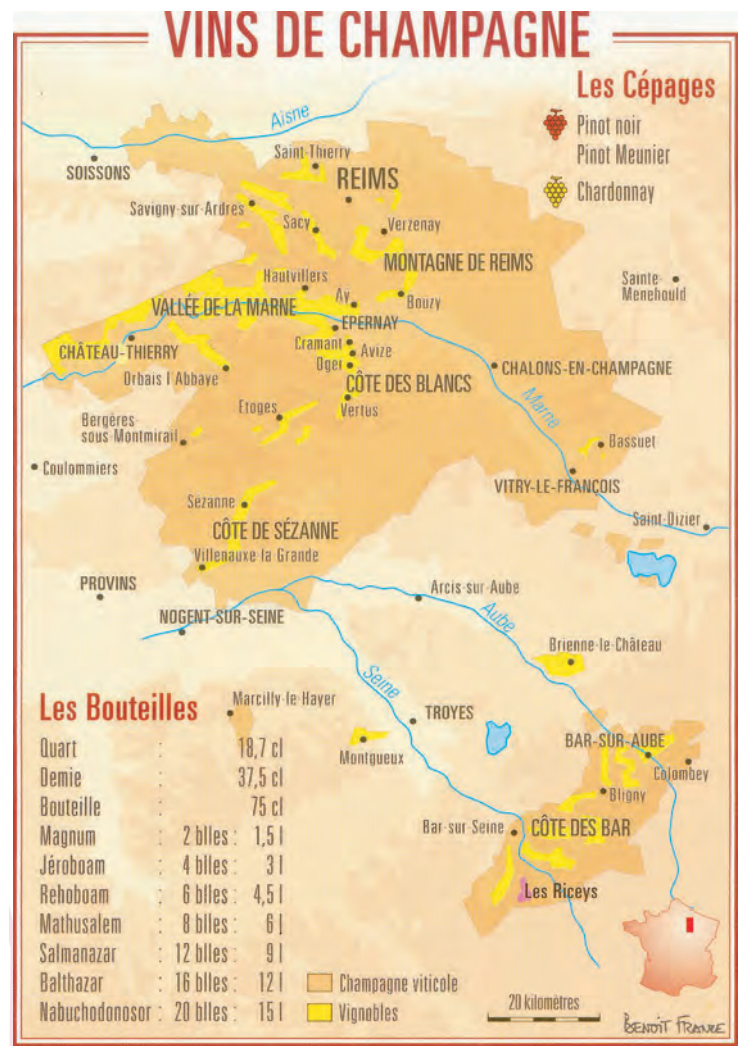 VINS DE CHAMPAGNE
Les Cépages
Pinot noir
Pinot Meunier
Chardonnay
Aisne
SOISSONS
Saint-Thierry
REIMS
Savigny-sur-Ardres
Sacy
Verzenay
MONTAGNE DE REIMS
Sainte-
Menehould
Hautvillers
VALLÉE DE LA MARNE
Ay
Bouzy
EPERNAY
CHÂTEAU-THIERRY
Cramant
Avize
Oger
CHALONS-EN-CHAMPAGNE
Orbais l'Abbaye
CÔTE DES BLANCS
Marne
Etoges
Vertus
Bergères-
sous-Montmirail
Bassuet
Coulommiers
VITRY-LE-FRANÇOIS
Sézanne
Saint-Dizier
CÔTE DE SÉZANNE
Villenauxe-la Grande
PROVINS
Arcis-sur-Aube
NOGENT-SUR-SEINE
Aube
Brienne-le-Château
Seine
Marcilly-le Hayer
TROYES
BAR-SUR-AUBE
Montgueux
Colombey
Bligny
Bar-sur-Seine
CÔTE DES BAR
Les Riceys
Les Bouteilles
Quart : 18,7 cl
Demie : 37,5 cl
Bouteille : 75 cl
Magnum : 2 blles : 1,5 l
Jéroboam : 4 blles : 3 l
Rehoboam : 6 blles : 4,5 l
Mathusalem : 8 blles : 6 l
Salmanazar : 12 blles : 9 l
Balthazar : 16 blles : 12 l
Nabuchodonosor : 20 blles : 15 l
Champagne viticole
Vignobles
20 kilomètres
BENOÎT FRANCE